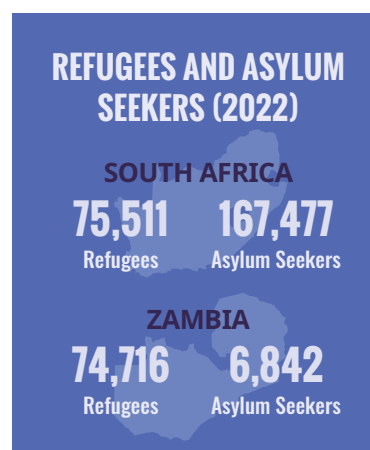 REFUGEES AND ASYLUM
SEEKERS (2022)
SOUTH AFRICA
75,511 167,477
Refugees Asylum Seekers
ZAMBIA
74,716 6,842
Refugees Asylum Seekers